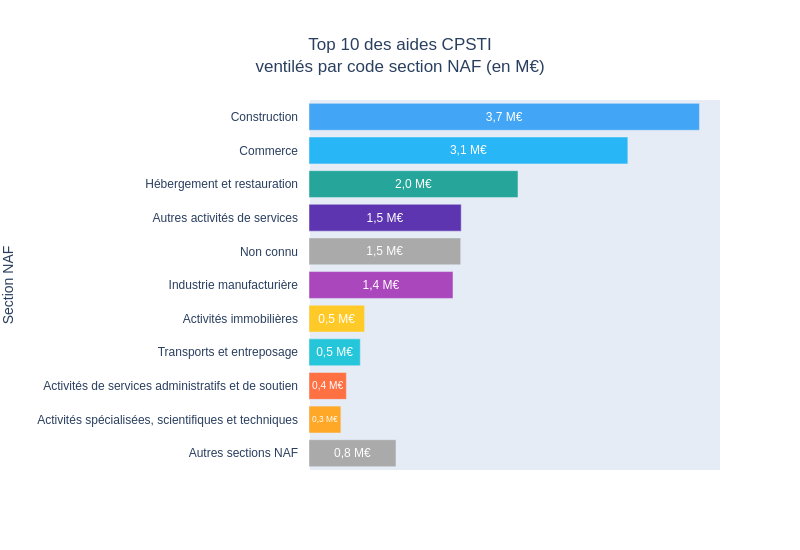 Top 10 des aides CPSTI
ventilés par code section NAF (en M€)
Section NAF
Construction 3,7 M€
Commerce 3,1 M€
Hébergement et restauration 2,0 M€
Autres activités de services 1,5 M€
Non connu 1,5 M€
Industrie manufacturière 1,4 M€
Activités immobilières 0,5 M€
Transports et entreposage 0,5 M€
Activités de services administratifs et de soutien 0,4 M€
Activités spécialisées, scientifiques et techniques 0,3 M€
Autres sections NAF 0,8 M€